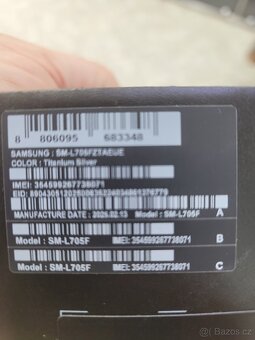 8 806095 683348
SAMSUNG : SM-L705FZTAEUE
COLOR : Titanium Silver
IMEI: 354599267738071
MANUFACTURE DATE : 2025.02.13 Model: SM-L705F A
Model : SM-L705F IMEI: 354599267738071 B
Model : SM-L705F IMEI: 354599267738071 C
Sbazos.cz